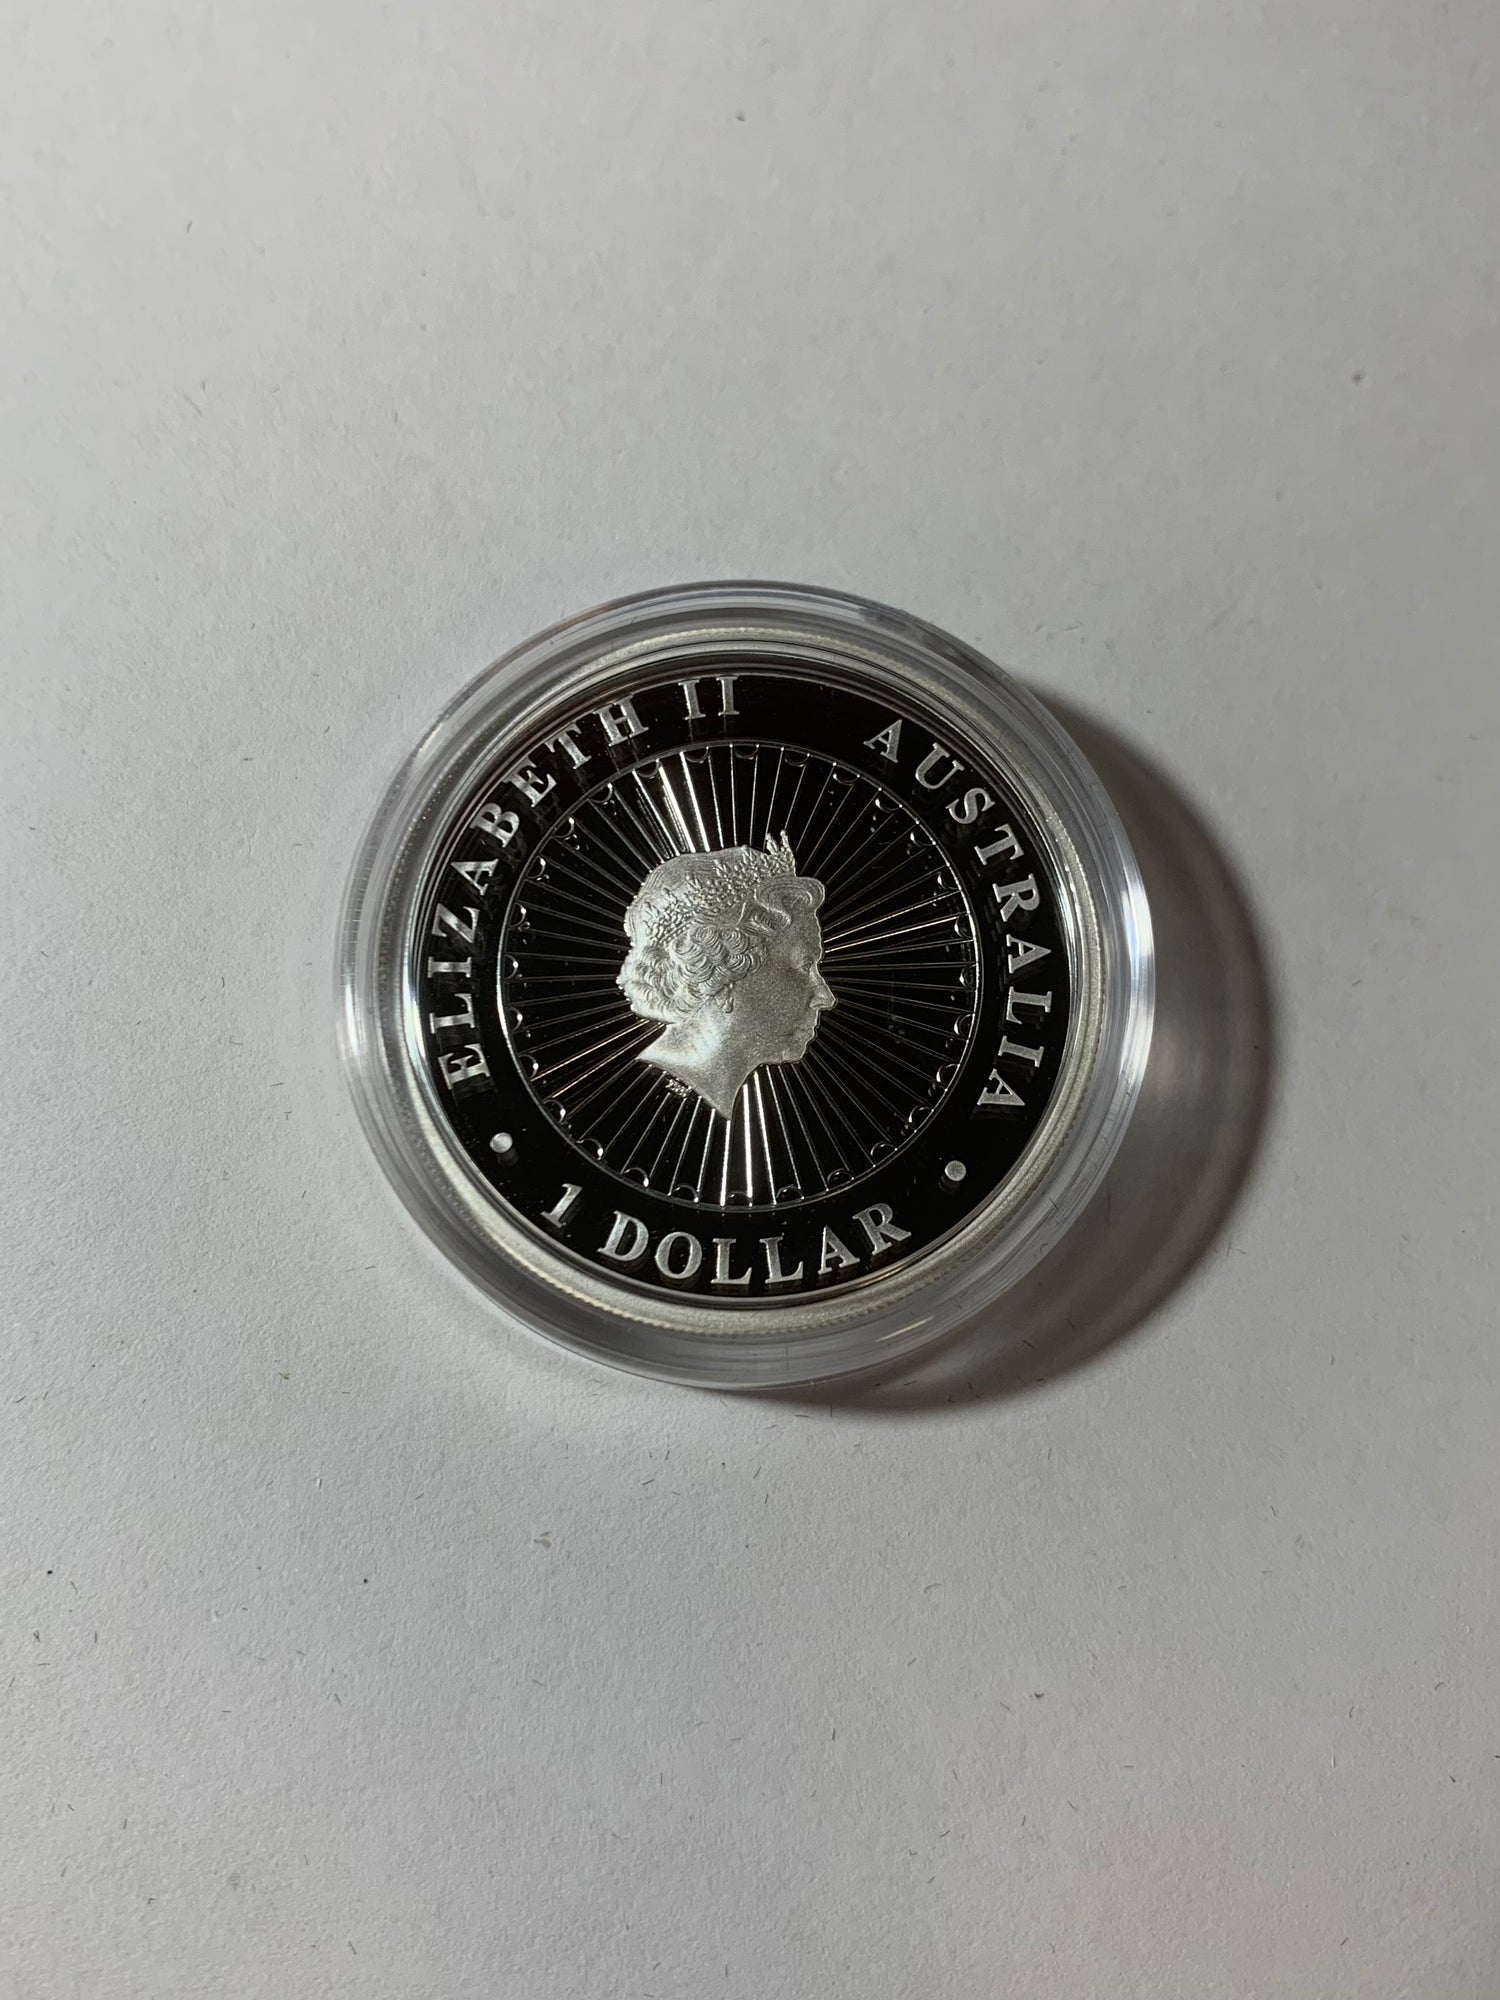 ELIZABETH II AUSTRALIA
• 1 DOLLAR •